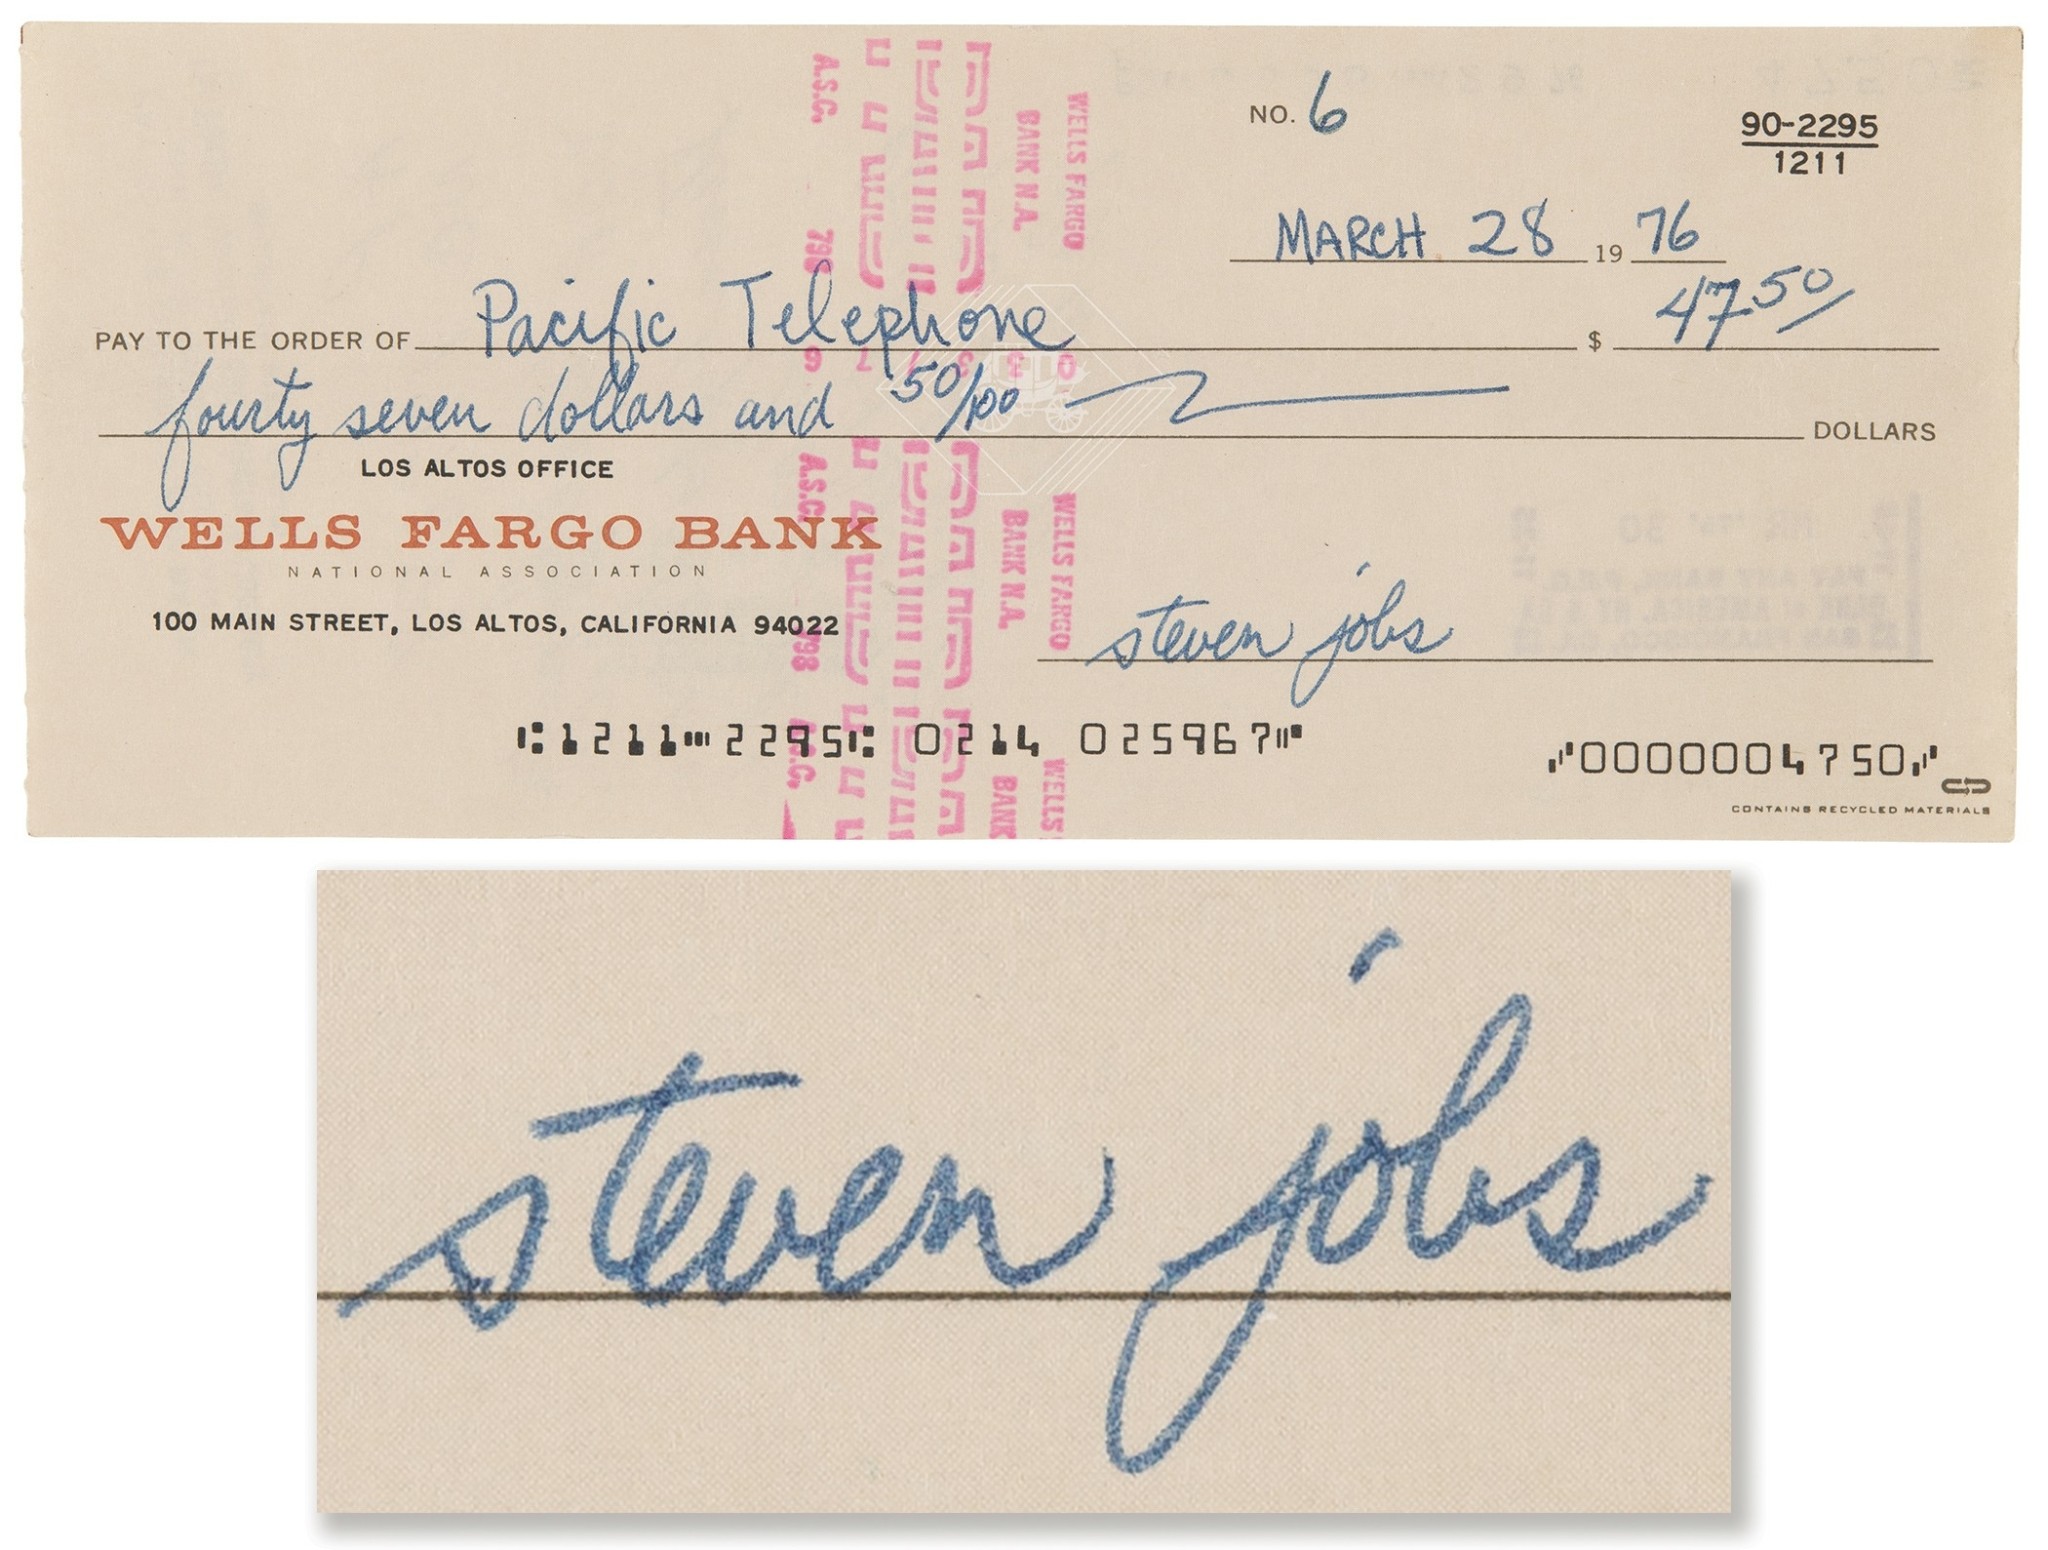 NO. 6
90-2295
1211
MARCH 28 19 76
PAY TO THE ORDER OF Pacific Telephone $ 47 50
fourty seven dollars and 50/100 DOLLARS
LOS ALTOS OFFICE
WELLS FARGO BANK
NATIONAL ASSOCIATION
100 MAIN STREET, LOS ALTOS, CALIFORNIA 94022
steven jobs
1211 2295 0214 025967
0000004750
CONTAINS RECYCLED MATERIALS
WELLS FARGO
BANK N.A.
A.S.C.
WELLS FARGO
BANK N.A.
A.S.C.
798
WELLS
BANK
steven jobs